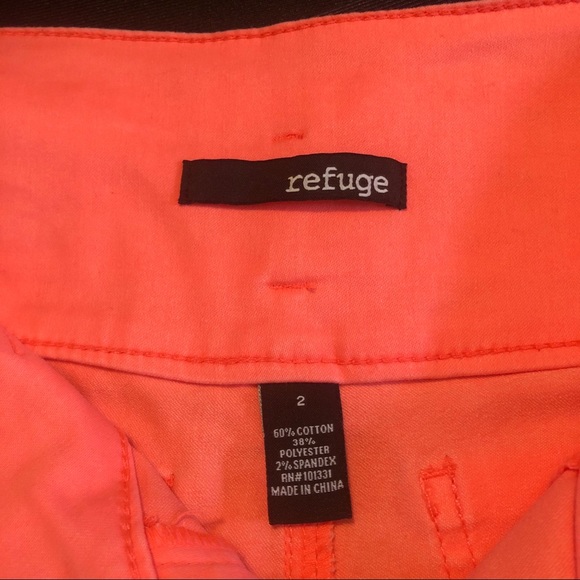 refuge
2
60% COTTON
38%
POLYESTER
2% SPANDEX
RN#101331
MADE IN CHINA